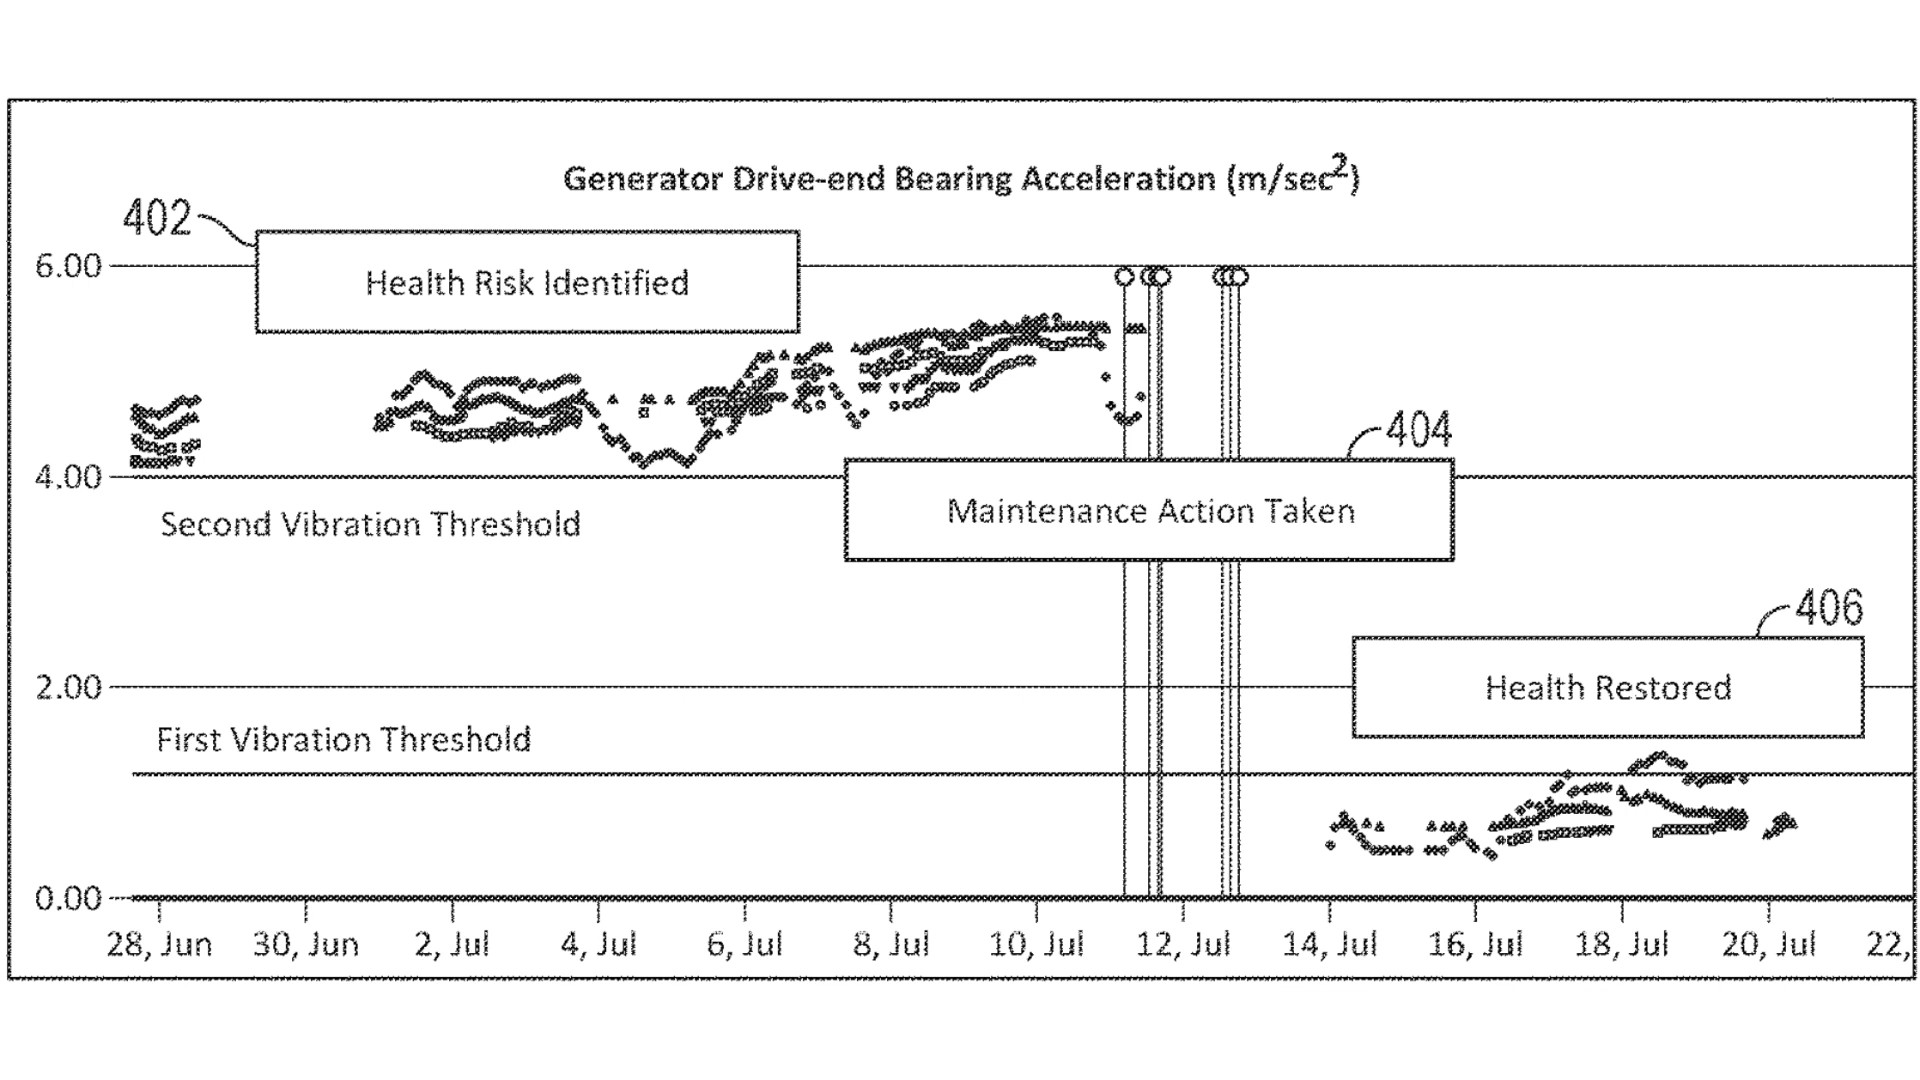 Generator Drive-end Bearing Acceleration (m/sec²)
402
6.00
Health Risk Identified
404
4.00
Maintenance Action Taken
Second Vibration Threshold
406
2.00
Health Restored
First Vibration Threshold
0.00
28, Jun 30, Jun 2, Jul 4, Jul 6, Jul 8, Jul 10, Jul 12, Jul 14, Jul 16, Jul 18, Jul 20, Jul 22,